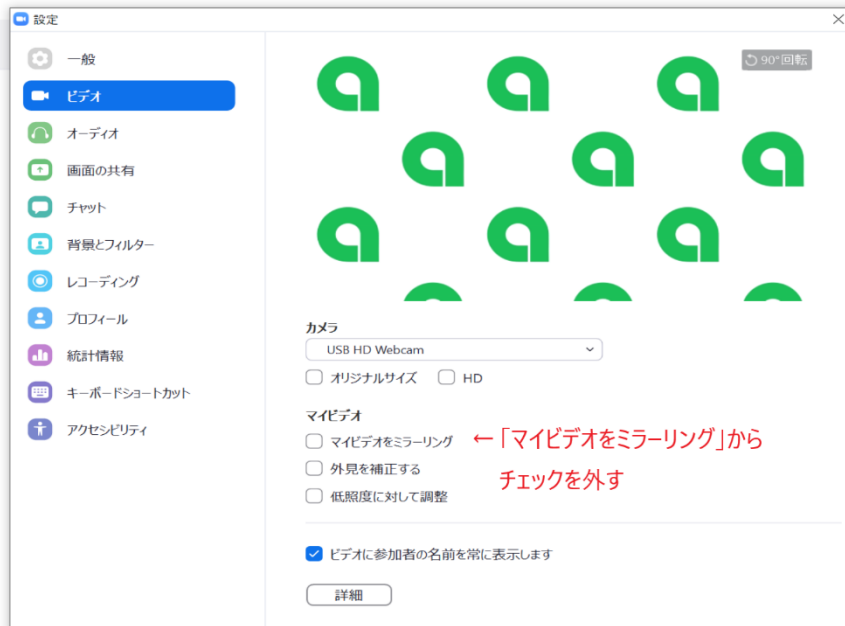 設定
一般
ビデオ
オーディオ
画面の共有
チャット
背景とフィルター
レコーディング
プロフィール
統計情報
キーボードショートカット
アクセシビリティ
90°回転
カメラ
USB HD Webcam
オリジナルサイズ HD
マイビデオ
マイビデオをミラーリング ←「マイビデオをミラーリング」から
チェックを外す
外見を補正する
低照度に対して調整
ビデオに参加者の名前を常に表示します
詳細